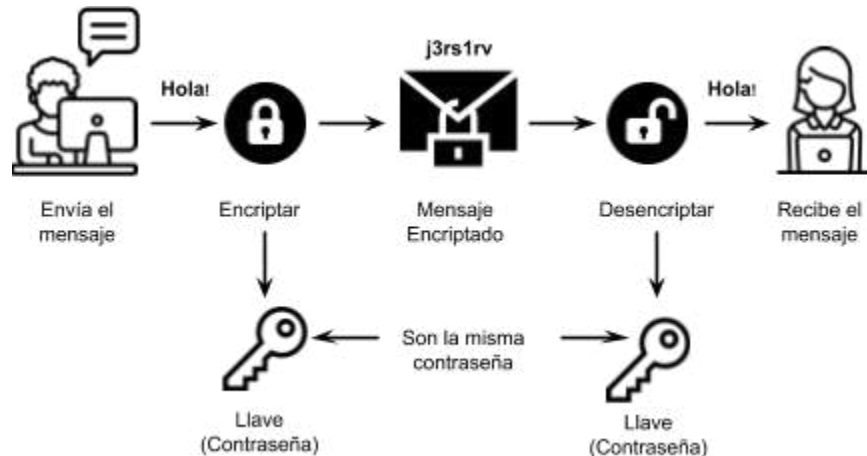 j3rs1rv
Hola!
Hola!
Envía el
mensaje
Encriptar
Mensaje
Encriptado
Desencriptar
Recibe el
mensaje
Son la misma
contraseña
Llave
(Contraseña)
Llave
(Contraseña)